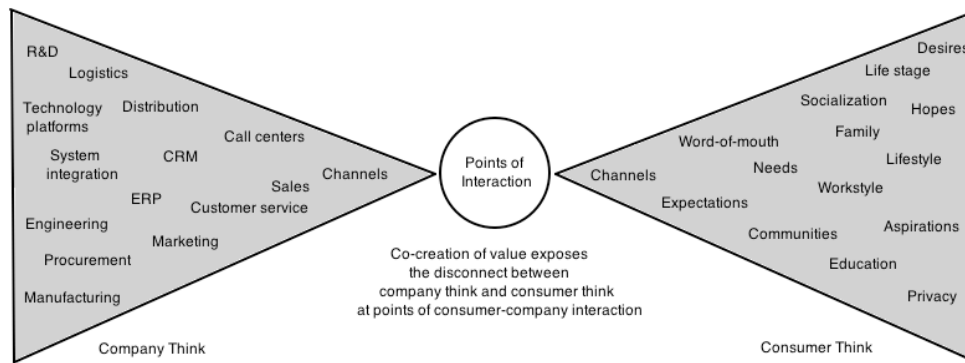 R&D
Logistics
Technology
platforms
Distribution
Call centers
System
integration
CRM
Channels
Sales
ERP
Customer service
Engineering
Marketing
Procurement
Manufacturing
Company Think
Points of
Interaction
Co-creation of value exposes
the disconnect between
company think and consumer think
at points of consumer-company interaction
Desires
Life stage
Socialization
Hopes
Family
Word-of-mouth
Lifestyle
Needs
Channels
Workstyle
Expectations
Aspirations
Communities
Education
Privacy
Consumer Think